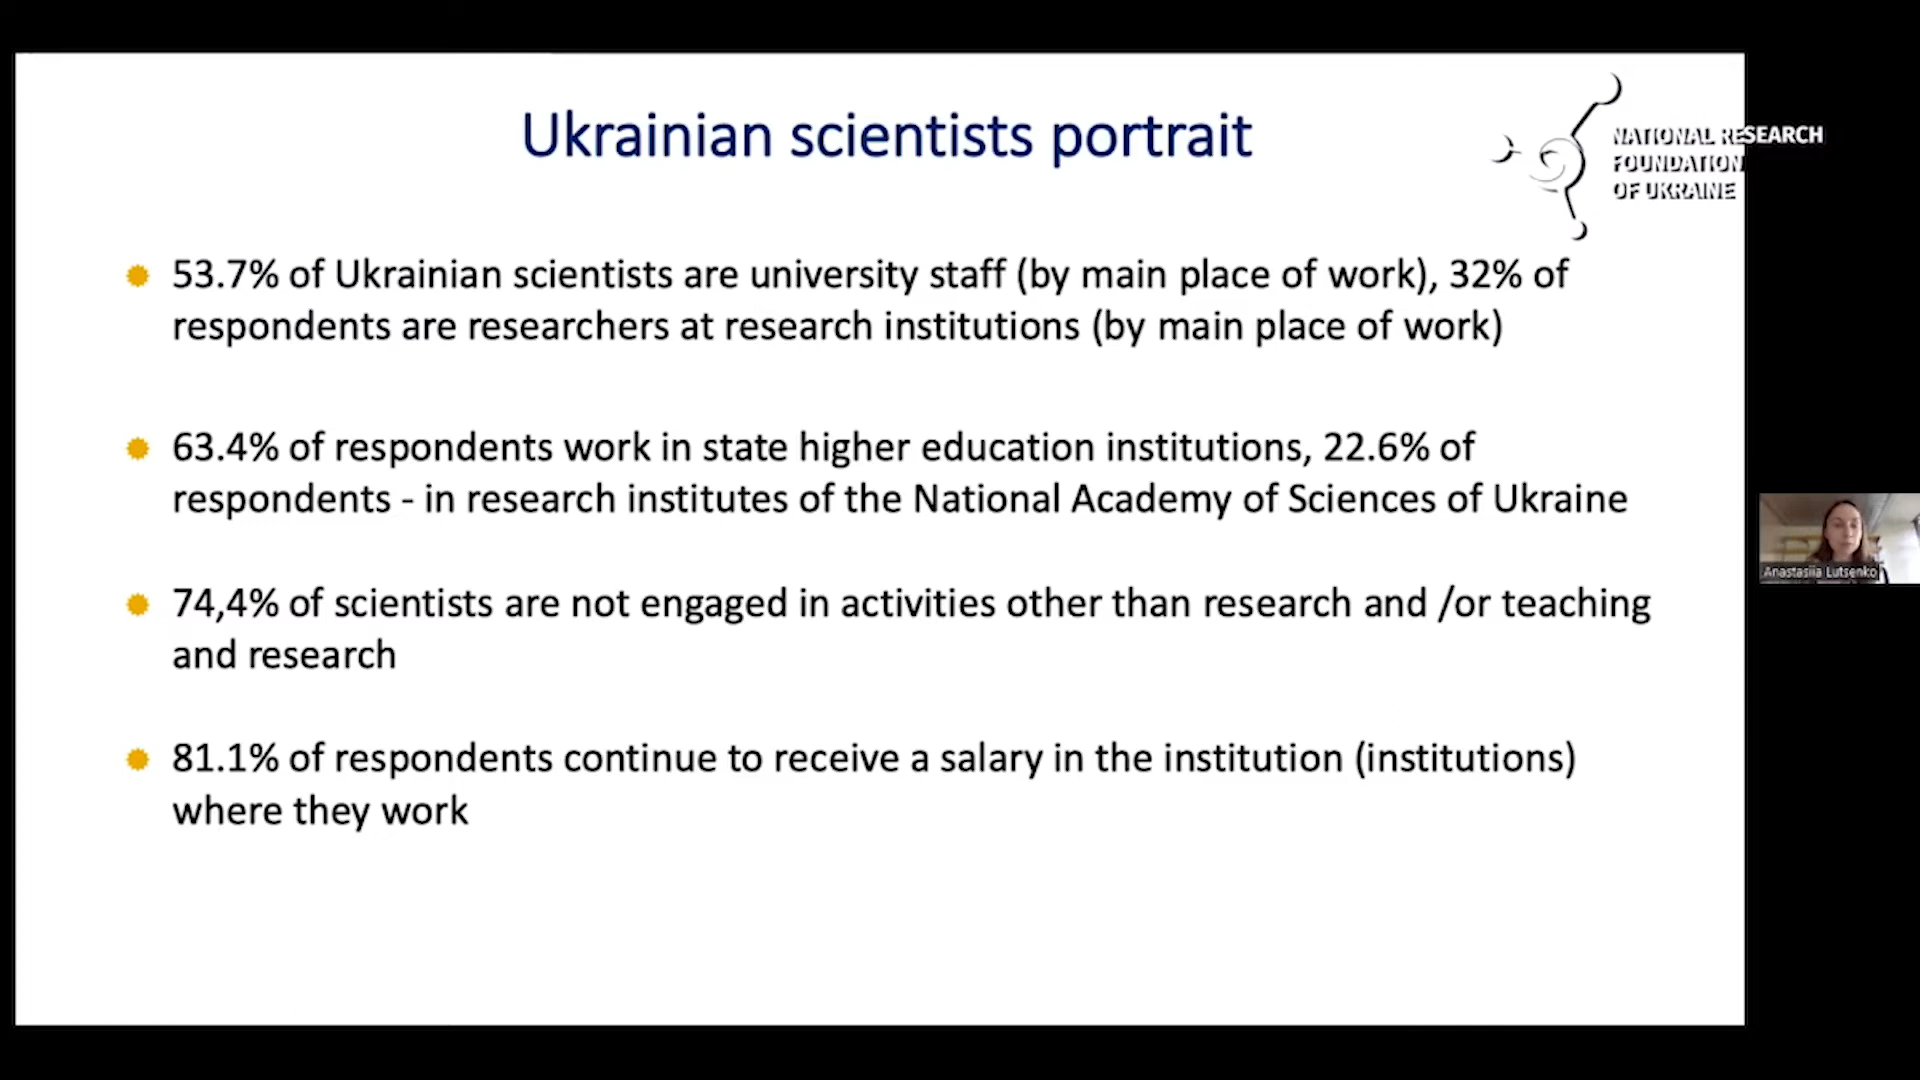 Ukrainian scientists portrait
NATIONAL RESEARCH
FOUNDATION
OF UKRAINE
53.7% of Ukrainian scientists are university staff (by main place of work), 32% of
respondents are researchers at research institutions (by main place of work)
63.4% of respondents work in state higher education institutions, 22.6% of
respondents - in research institutes of the National Academy of Sciences of Ukraine
74,4% of scientists are not engaged in activities other than research and /or teaching
and research
81.1% of respondents continue to receive a salary in the institution (institutions)
where they work
Anastasiia Lutsenko